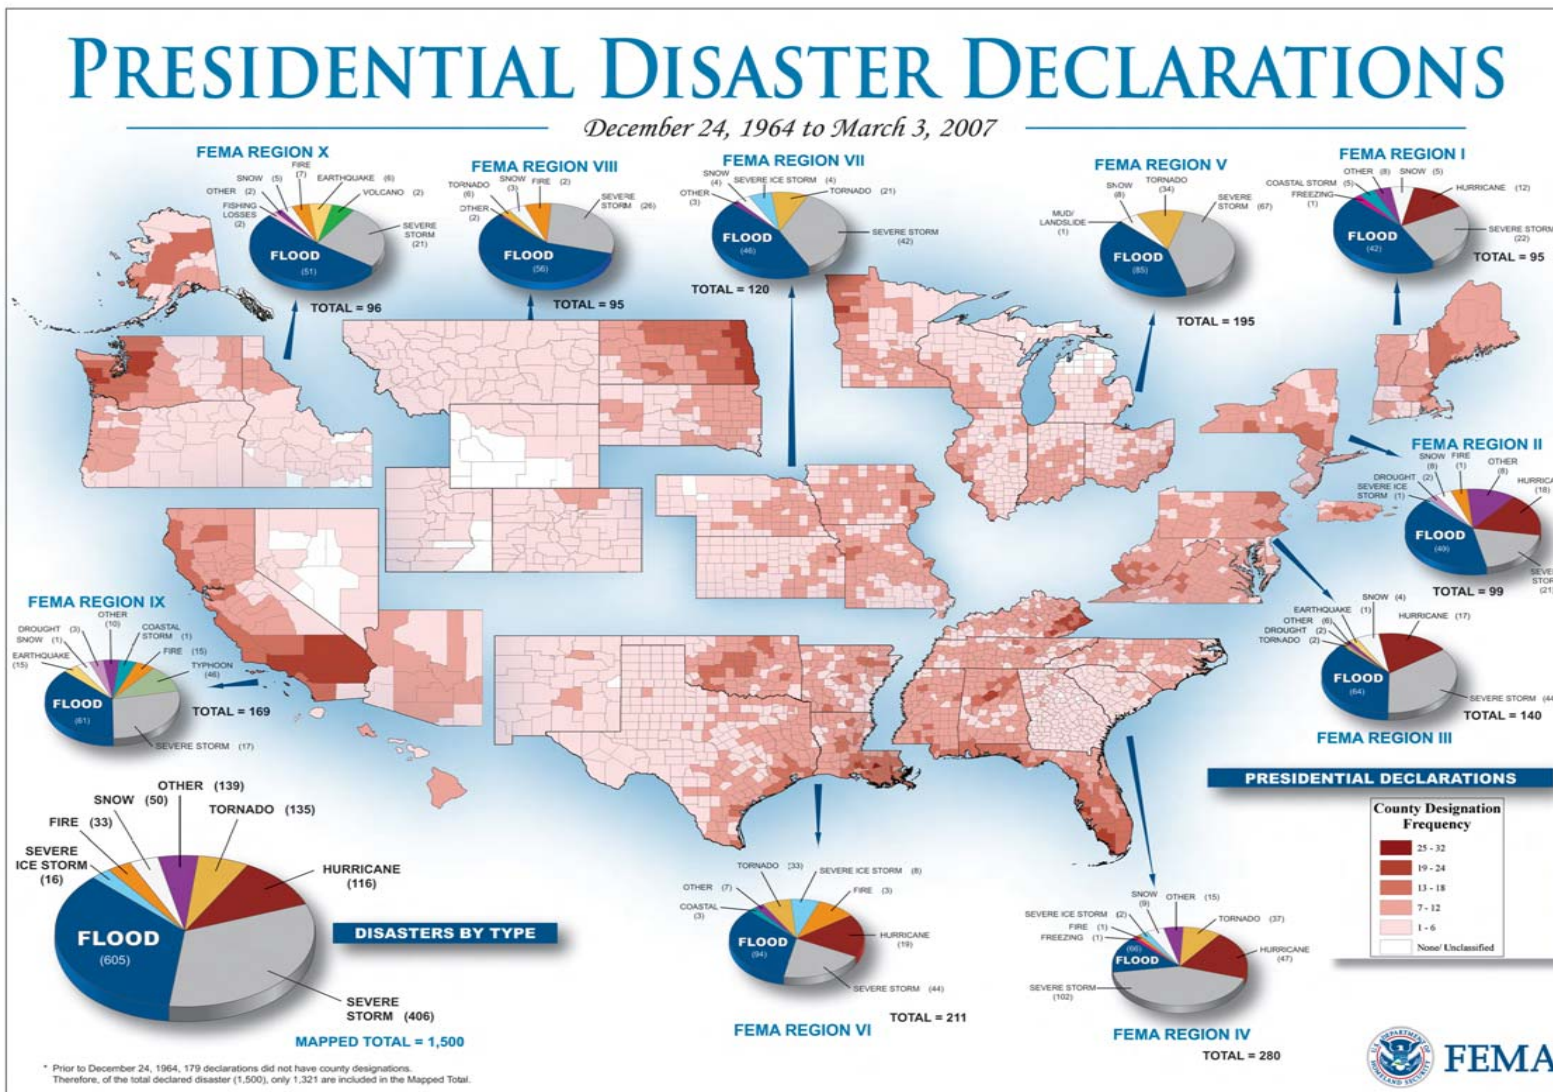 PRESIDENTIAL DISASTER DECLARATIONS
December 24, 1964 to March 3, 2007
FEMA REGION X
FIRE
(7)
SNOW (5)
EARTHQUAKE (6)
OTHER (2)
VOLCANO (2)
FISHING
LOSSES
(2)
SEVERE
STORM
(21)
FLOOD
(51)
TOTAL = 96
FEMA REGION VIII
TORNADO
(6)
SNOW
(3)
FIRE (2)
SEVERE
STORM (26)
OTHER
(2)
FLOOD
(56)
TOTAL = 95
FEMA REGION VII
SNOW
(4)
SEVERE ICE STORM (4)
TORNADO (21)
OTHER
(3)
SEVERE STORM
(42)
FLOOD
(46)
TOTAL = 120
FEMA REGION V
SNOW
(8)
TORNADO
(34)
SEVERE
STORM (67)
MUD/
LANDSLIDE
(1)
FLOOD
(85)
TOTAL = 195
FEMA REGION I
OTHER (8)
SNOW (5)
COASTAL STORM
(5)
HURRICANE (12)
FREEZING
(1)
SEVERE STORM
(22)
FLOOD
(42)
TOTAL = 95
FEMA REGION II
SNOW
(8)
FIRE
(1)
OTHER
(8)
DROUGHT (2)
SEVERE ICE
STORM (1)
(18)
FLOOD
(49)
(21)
TOTAL = 99
FEMA REGION IX
OTHER
(10)
DROUGHT (3)
COASTAL
STORM (1)
SNOW (1)
FIRE (15)
EARTHQUAKE
(15)
TYPHOON
(46)
FLOOD
(61)
SEVERE STORM (17)
TOTAL = 169
SNOW (4)
EARTHQUAKE (1)
HURRICANE (17)
OTHER (6)
DROUGHT (2)
TORNADO (2)
FLOOD
(64)
SEVERE STORM
TOTAL = 140
FEMA REGION III
OTHER (139)
SNOW (50)
TORNADO (135)
FIRE (33)
SEVERE
ICE STORM
(16)
HURRICANE
(116)
FLOOD
(605)
SEVERE
STORM (406)
DISASTERS BY TYPE
MAPPED TOTAL = 1,500
* Prior to December 24, 1964, 179 declarations did not have county designations.
Therefore, of the total declared disaster (1,500), only 1,321 are included in the Mapped Total.
TORNADO (33)
SEVERE ICE STORM (8)
OTHER (7)
FIRE (3)
COASTAL
(3)
HURRICANE
(19)
FLOOD
(94)
SEVERE STORM (44)
TOTAL = 211
FEMA REGION VI
SNOW
(9)
OTHER (15)
SEVERE ICE STORM (2)
TORNADO (37)
FIRE (1)
FREEZING (1)
HURRICANE
(47)
(66)
FLOOD
SEVERE STORM
(102)
FEMA REGION IV
TOTAL = 280
PRESIDENTIAL DECLARATIONS
County Designation
Frequency
25 - 32
19 - 24
13 - 18
7 - 12
1 - 6
None/ Unclassified
FEMA